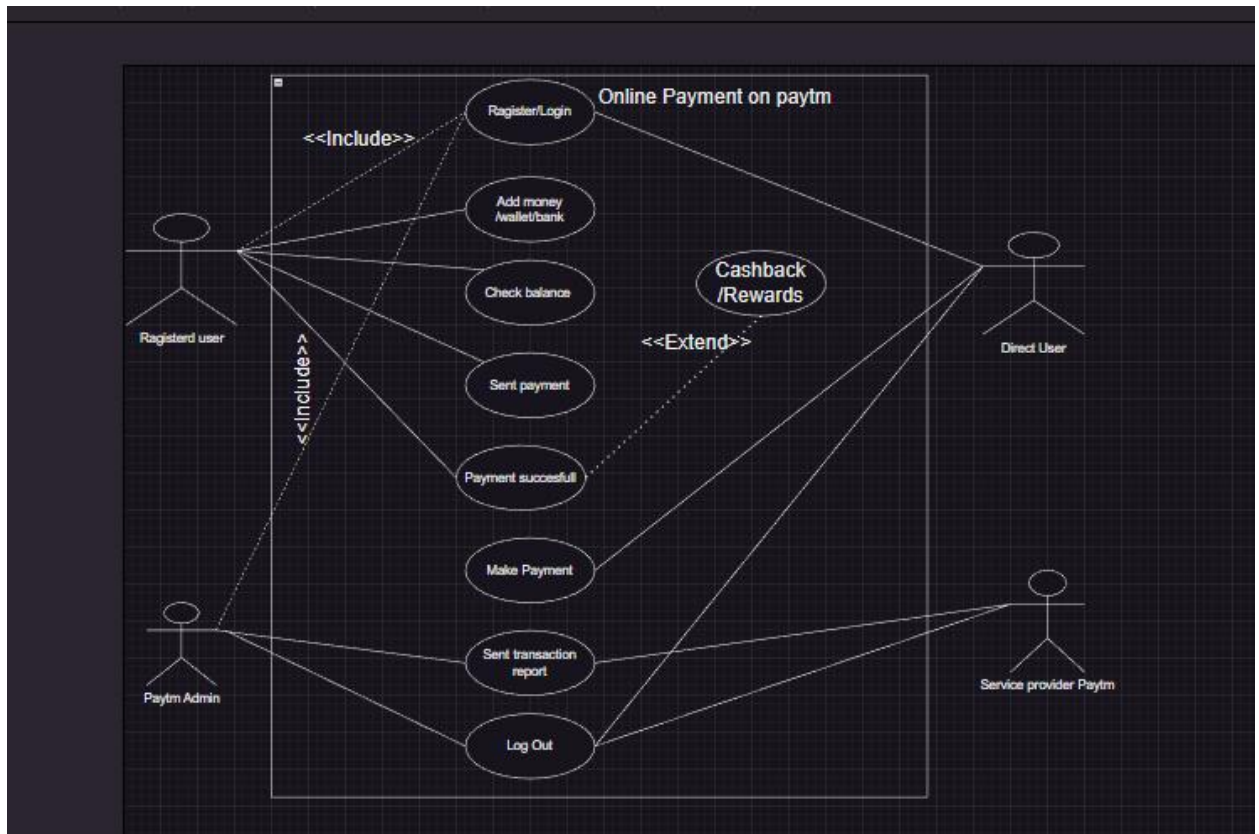 Online Payment on paytm
Ragister/Login
<<Include>>
Add money
/wallet/bank
Cashback
/Rewards
Check balance
Ragisterd user
<<Extend>>
Direct User
<<Include>>
Sent payment
Payment succesfull
Make Payment
Sent transaction
report
Paytm Admin
Service provider Paytm
Log Out